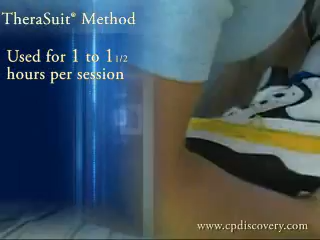 TheraSuit® Method
Used for 1 to 1 1/2
hours per session
www.cpdiscovery.com